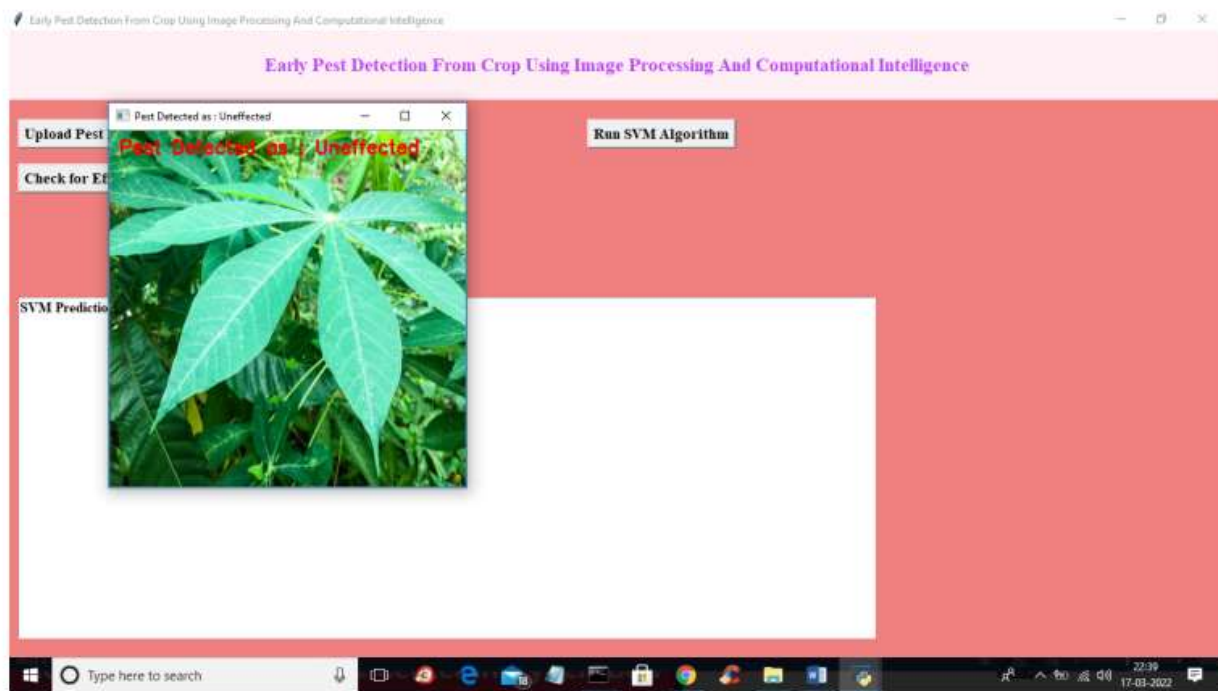 Early Pest Detection From Crop Using Image Processing And Computational Intelligence
Early Pest Detection From Crop Using Image Processing And Computational Intelligence
Pest Detected as : Uneffected
Upload Pest
Run SVM Algorithm
Pest Detected as : Uneffected
Check for Ef
SVM Predictio
Type here to search
18
22:39
17-03-2022